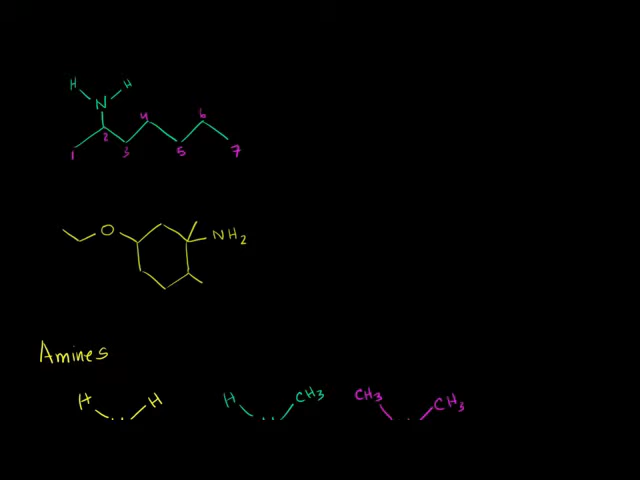 H H
N
4 6
2
1 3 5 7
O NH2
Amines
H H H CH3 CH3 CH3